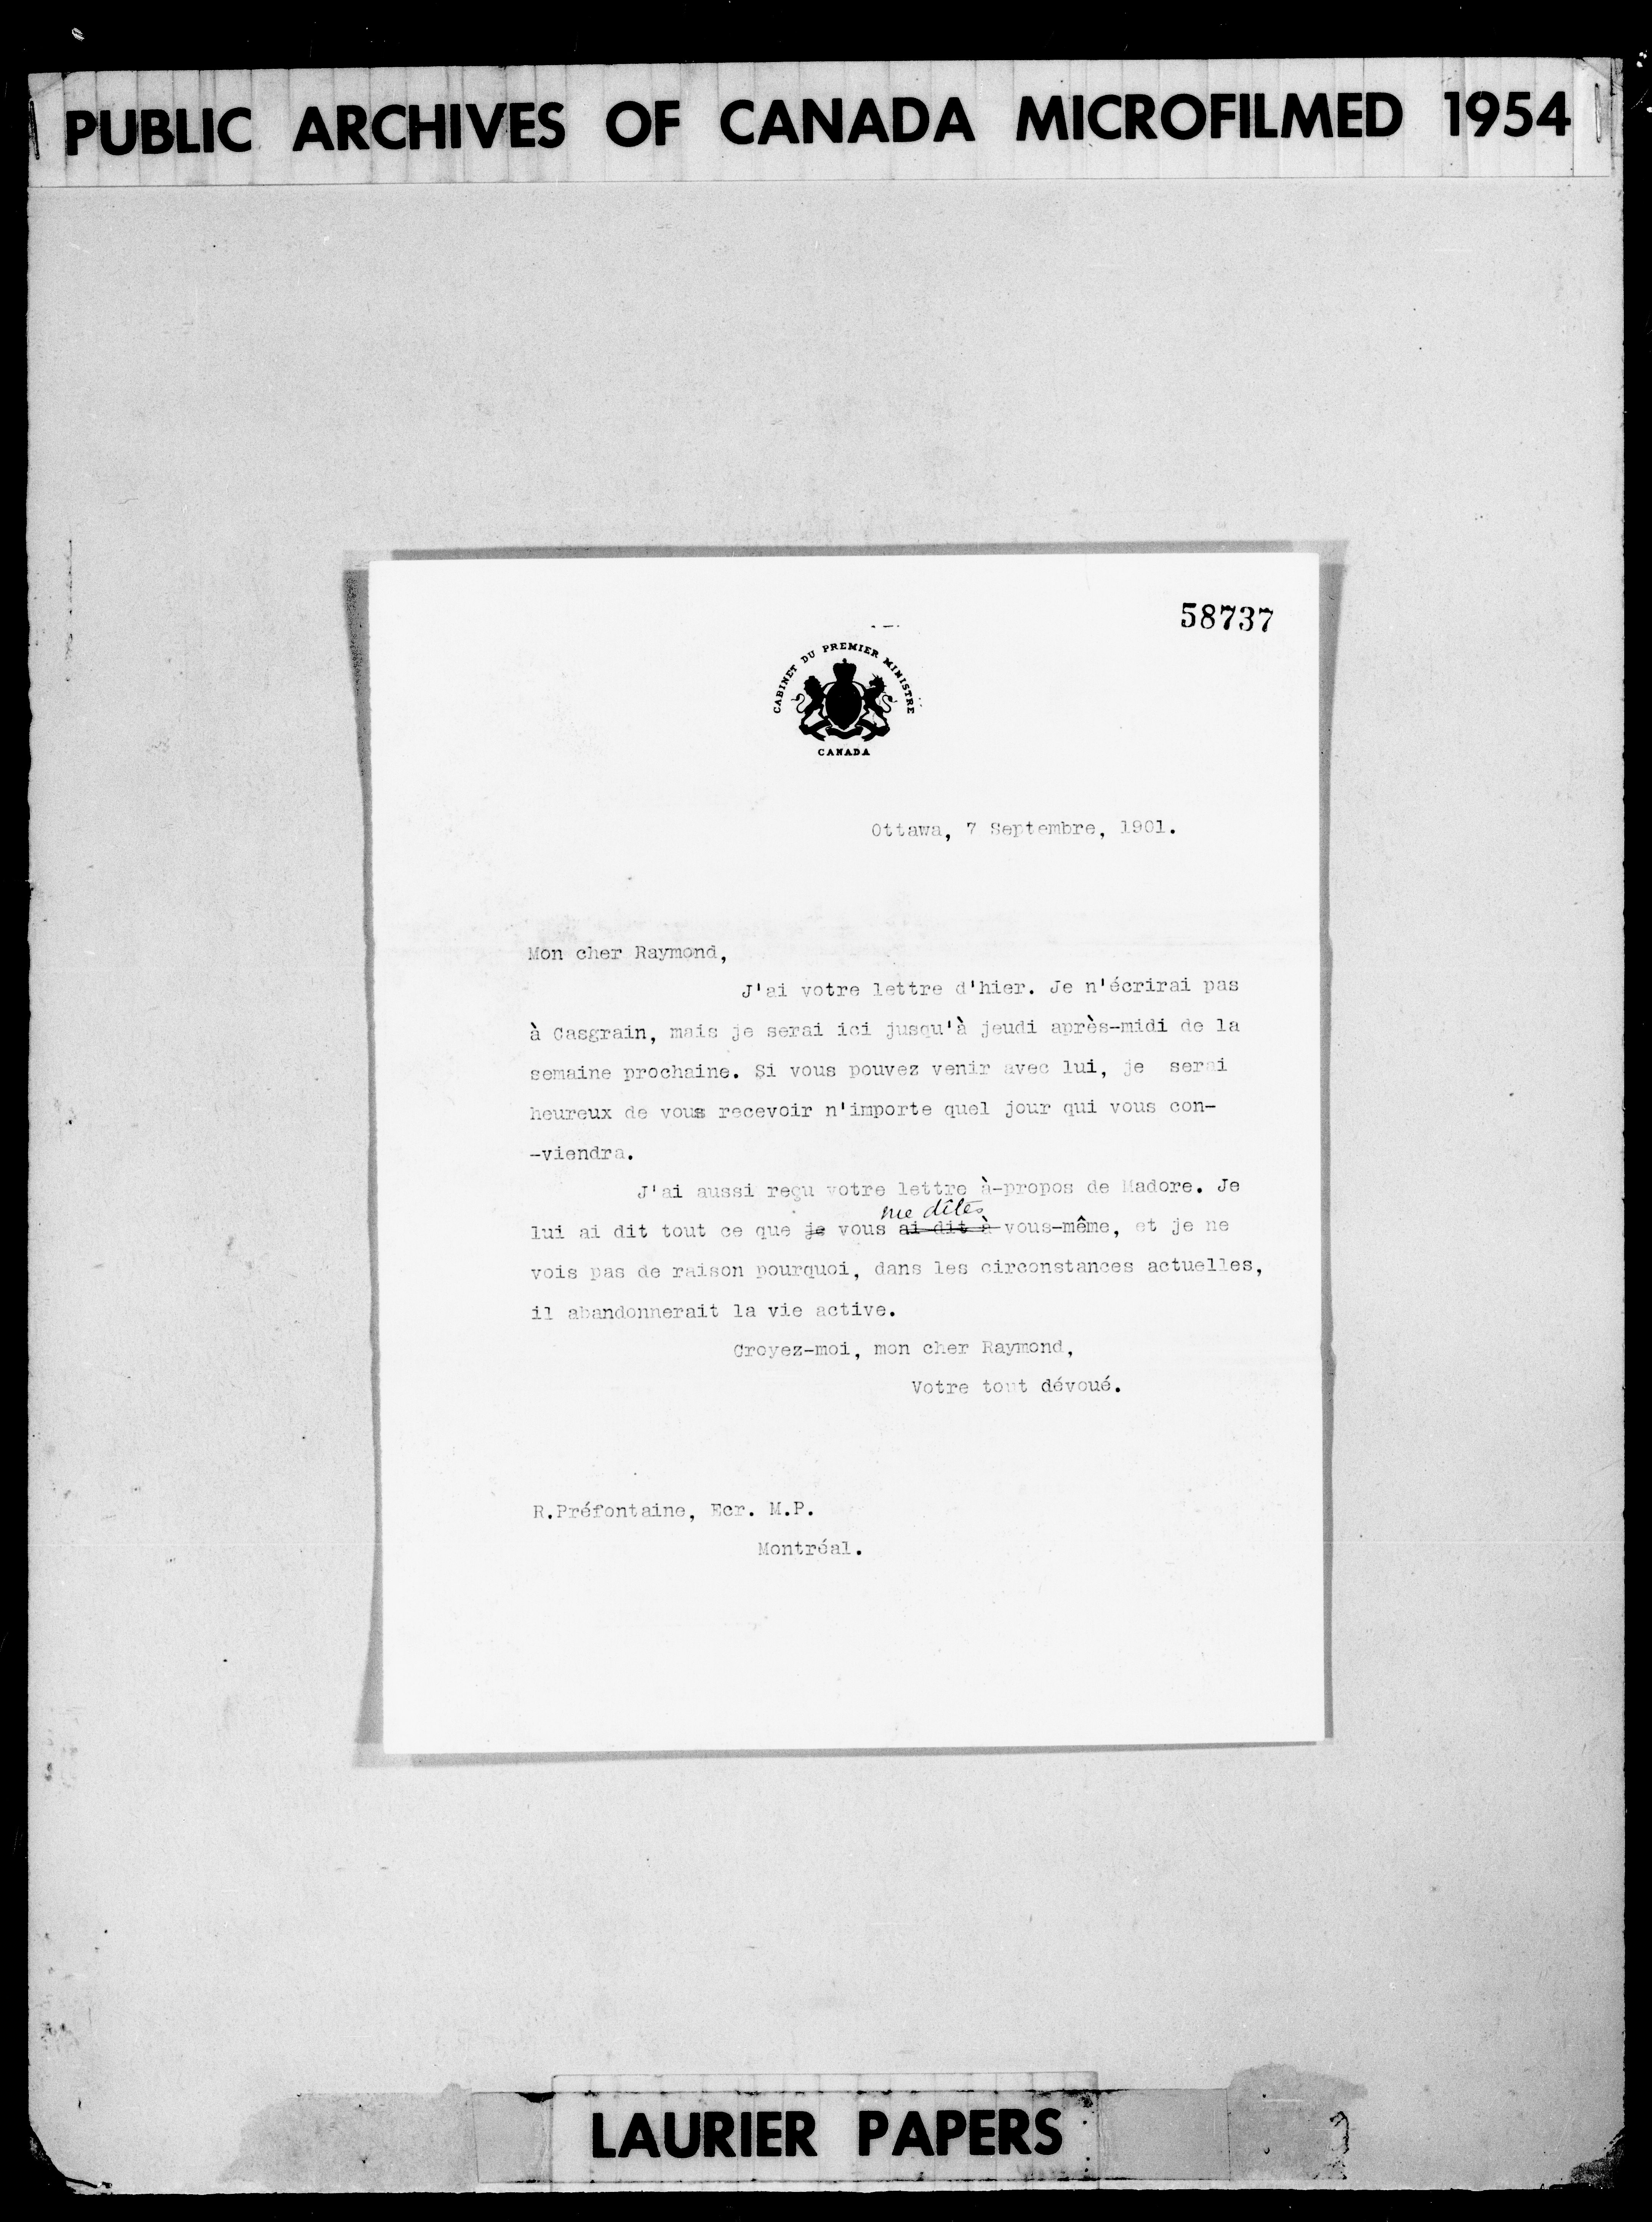 PUBLIC ARCHIVES OF CANADA MICROFILMED 1954
58737
CABINET DU PREMIER MINISTRE
CANADA
Ottawa, 7 Septembre, 1901.
Mon cher Raymond,
J'ai votre lettre d'hier. Je n'écrirai pas
à Casgrain, mais je serai ici jusqu'à jeudi après-midi de la
semaine prochaine. Si vous pouvez venir avec lui, je serai
heureux de vous recevoir n'importe quel jour qui vous con-
-viendra.
J'ai aussi reçu votre lettre à-propos de Madore. Je
me dites
lui ai dit tout ce que je vous ai dit à vous-même, et je ne
vois pas de raison pourquoi, dans les circonstances actuelles,
il abandonnerait la vie active.
Croyez-moi, mon cher Raymond,
Votre tout dévoué.
R.Préfontaine, Ecr. M.P.
Montréal.
LAURIER PAPERS